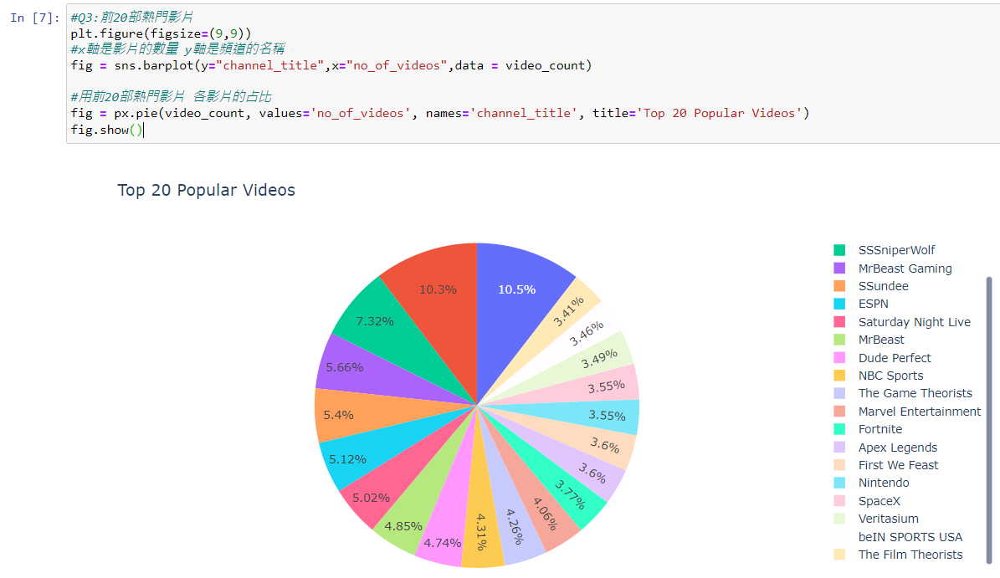 In [7]:
#Q3:前20部熱門影片
plt.figure(figsize=(9,9))
#x軸是影片的數量 y軸是頻道的名稱
fig = sns.barplot(y="channel_title",x="no_of_videos",data = video_count)
#用前20部熱門影片 各影片的占比
fig = px.pie(video_count, values='no_of_videos', names='channel_title', title='Top 20 Popular Videos')
fig.show()
Top 20 Popular Videos
10.3%
10.5%
7.32%
3.41%
5.66%
3.46%
5.4%
3.49%
5.12%
3.55%
5.02%
3.55%
4.85%
3.6%
4.74%
3.6%
4.31%
3.77%
4.26%
4.06%
SSSniperWolf
MrBeast Gaming
SSundee
ESPN
Saturday Night Live
MrBeast
Dude Perfect
NBC Sports
The Game Theorists
Marvel Entertainment
Fortnite
Apex Legends
First We Feast
Nintendo
SpaceX
Veritasium
beIN SPORTS USA
The Film Theorists